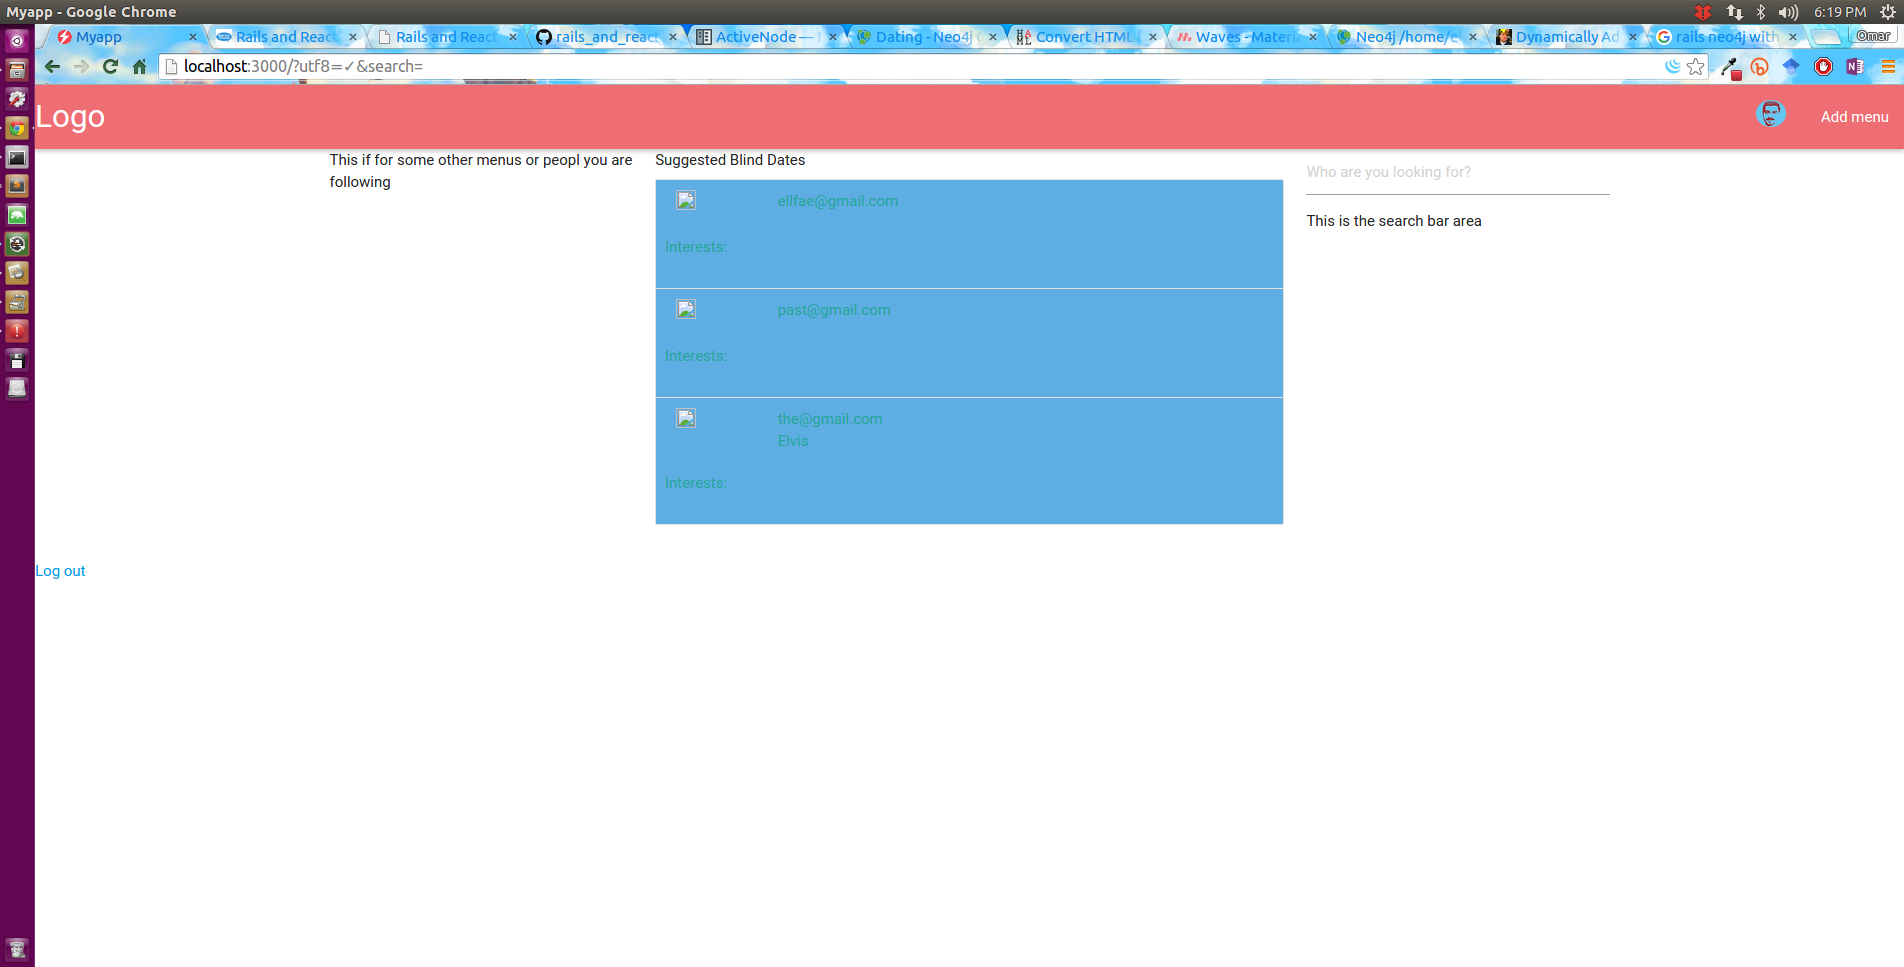 Myapp - Google Chrome
6:19 PM
Myapp
Rails and React
Rails and React
rails_and_react
ActiveNode —
Dating - Neo4j
Convert HTML
Waves - Materia
Neo4j /home/el
Dynamically Ad
rails neo4j with
Omar
localhost:3000/?utf8=✓&search=
Logo
Add menu
This if for some other menus or peopl you are
following
Suggested Blind Dates
ellfae@gmail.com
Interests:
past@gmail.com
Interests:
the@gmail.com
Elvis
Interests:
Who are you looking for?
This is the search bar area
Log out